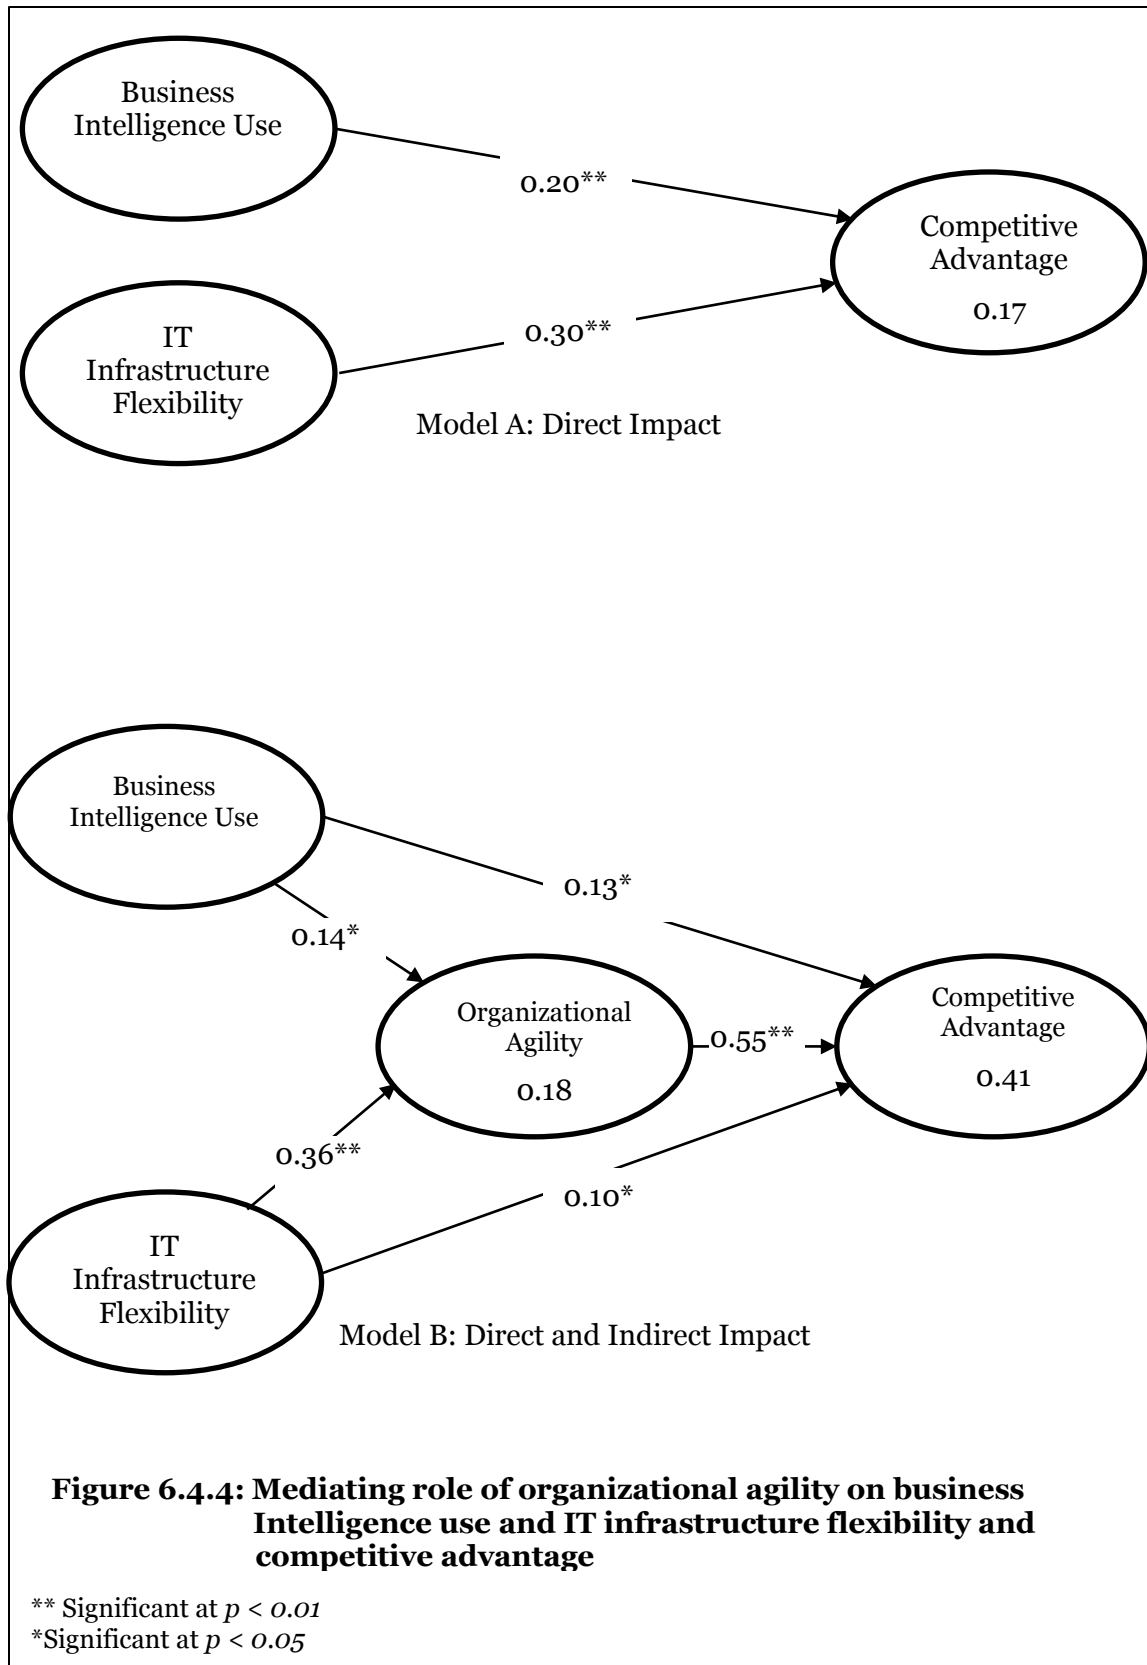 Business
Intelligence Use
0.20**
Competitive
Advantage
0.17
IT
Infrastructure
Flexibility
0.30**
Model A: Direct Impact
Business
Intelligence Use
0.13*
0.14*
Organizational
Agility
0.18
0.55**
Competitive
Advantage
0.41
0.36**
0.10*
IT
Infrastructure
Flexibility
Model B: Direct and Indirect Impact
Figure 6.4.4: Mediating role of organizational agility on business
Intelligence use and IT infrastructure flexibility and
competitive advantage
** Significant at p < 0.01
*Significant at p < 0.05